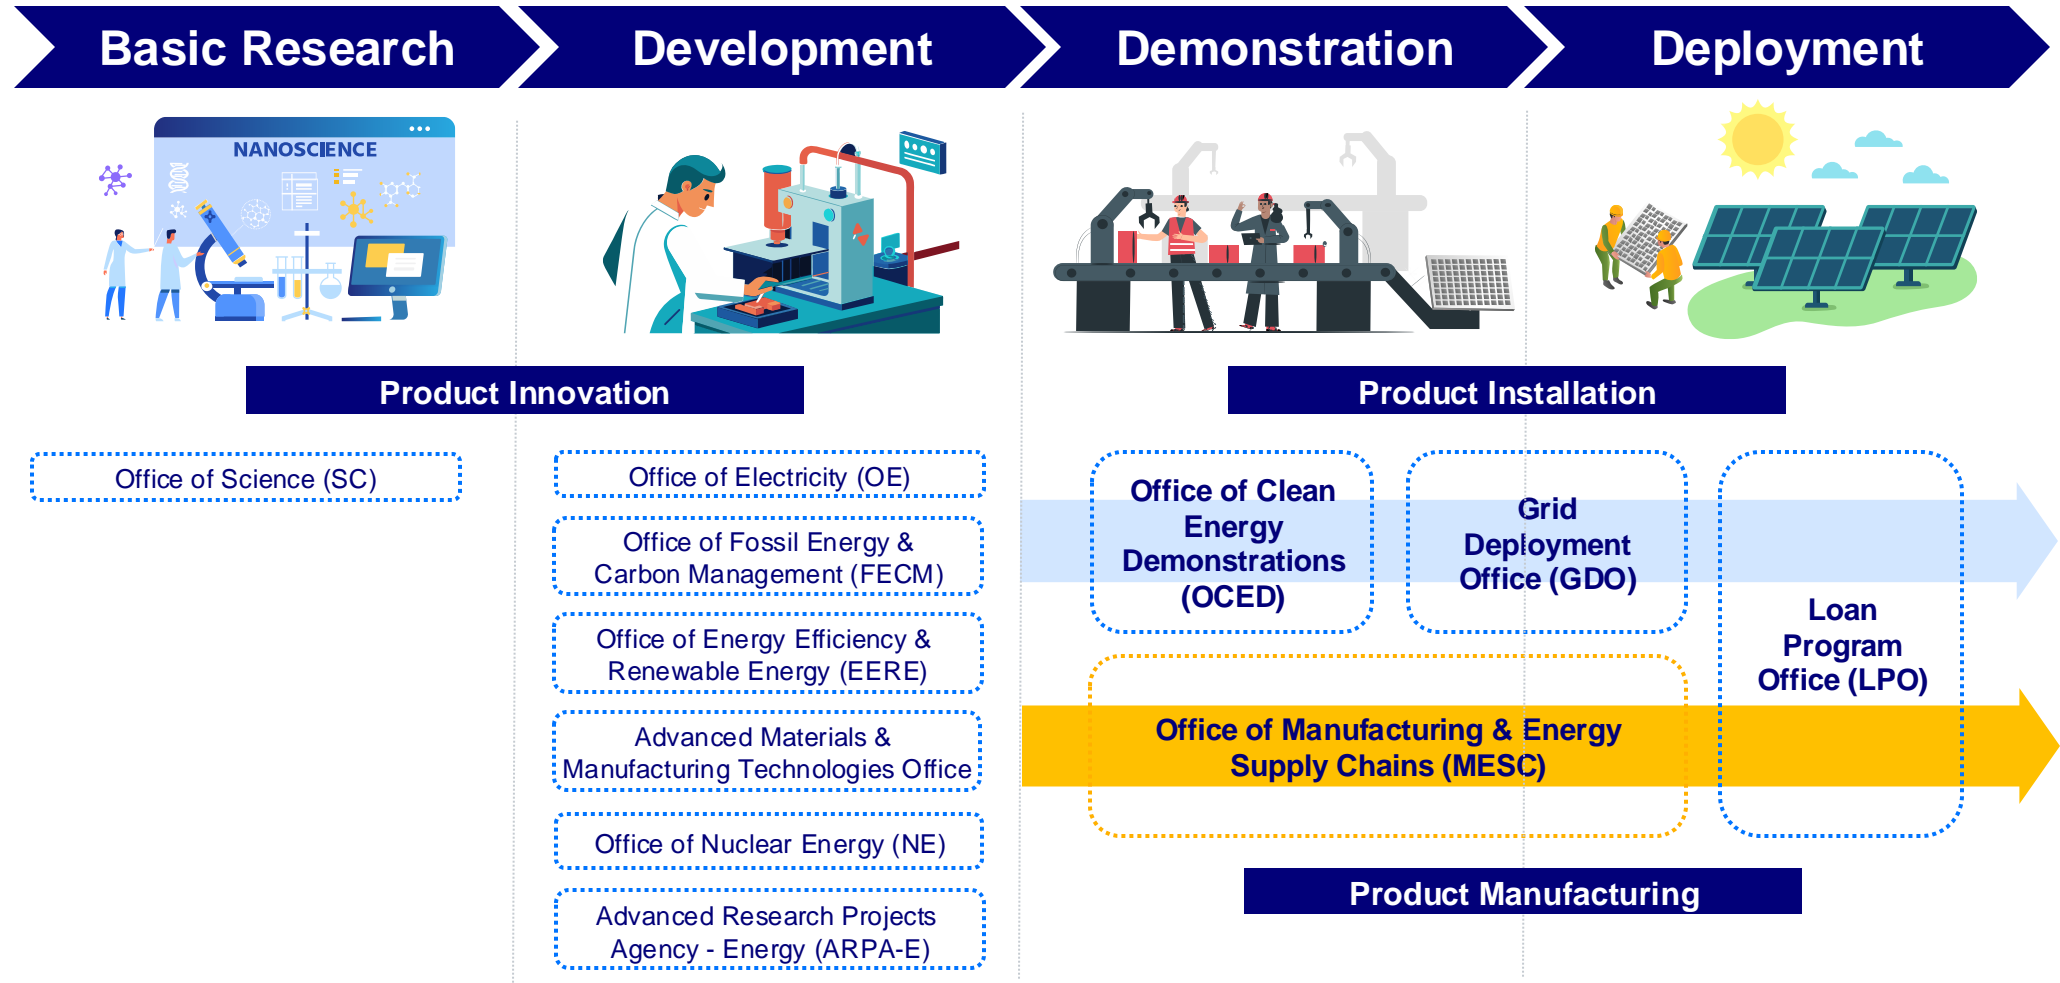 Basic Research
Development
Demonstration
Deployment
NANOSCIENCE
Product Innovation
Product Installation
Office of Science (SC)
Office of Electricity (OE)
Office of Fossil Energy &
Carbon Management (FECM)
Office of Energy Efficiency &
Renewable Energy (EERE)
Advanced Materials &
Manufacturing Technologies Office
Office of Nuclear Energy (NE)
Advanced Research Projects
Agency - Energy (ARPA-E)
Office of Clean
Energy
Demonstrations
(OCED)
Grid
Deployment
Office (GDO)
Loan
Program
Office (LPO)
Office of Manufacturing & Energy
Supply Chains (MESC)
Product Manufacturing